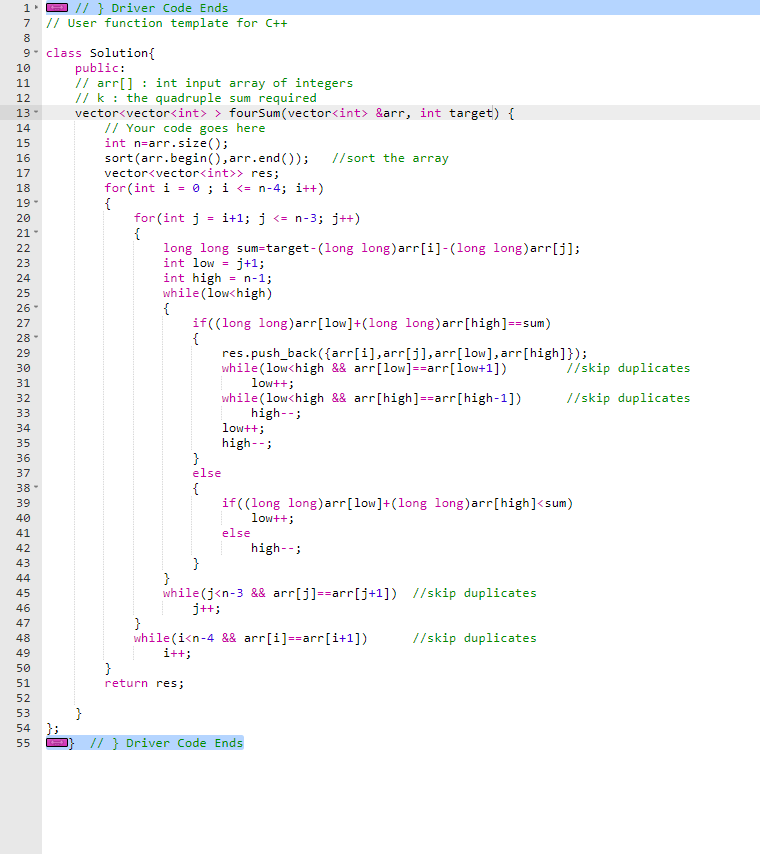 1 // } Driver Code Ends
7 // User function template for C++
8
9 class Solution{
10 public:
11 // arr[] : int input array of integers
12 // k : the quadruple sum required
13 vector<vector<int> > fourSum(vector<int> &arr, int target) {
14 // Your code goes here
15 int n=arr.size();
16 sort(arr.begin(),arr.end());   //sort the array
17 vector<vector<int>> res;
18 for(int i = 0 ; i <= n-4; i++)
19 {
20 for(int j = i+1; j <= n-3; j++)
21 {
22 long long sum=target-(long long)arr[i]-(long long)arr[j];
23 int low = j+1;
24 int high = n-1;
25 while(low<high)
26 {
27 if((long long)arr[low]+(long long)arr[high]==sum)
28 {
29 res.push_back({arr[i],arr[j],arr[low],arr[high]});
30 while(low<high && arr[low]==arr[low+1])        //skip duplicates
31 low++;
32 while(low<high && arr[high]==arr[high-1])      //skip duplicates
33 high--;
34 low++;
35 high--;
36 }
37 else
38 {
39 if((long long)arr[low]+(long long)arr[high]<sum)
40 low++;
41 else
42 high--;
43 }
44 }
45 while(j<n-3 && arr[j]==arr[j+1])  //skip duplicates
46 j++;
47 }
48 while(i<n-4 && arr[i]==arr[i+1])      //skip duplicates
49 i++;
50 }
51 return res;
52
53 }
54 };
55 }  // } Driver Code Ends